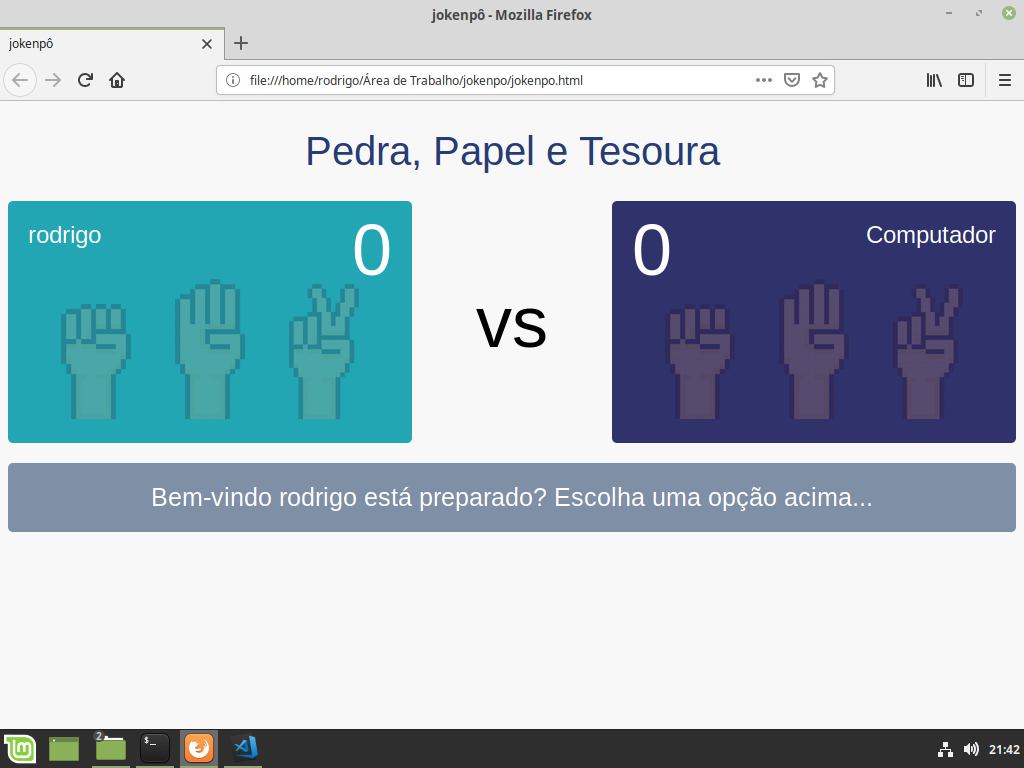 jokenpô - Mozilla Firefox
jokenpô
file:///home/rodrigo/Área de Trabalho/jokenpo/jokenpo.html
Pedra, Papel e Tesoura
rodrigo
0
vs
0
Computador
Bem-vindo rodrigo está preparado? Escolha uma opção acima...
2
$_
21:42